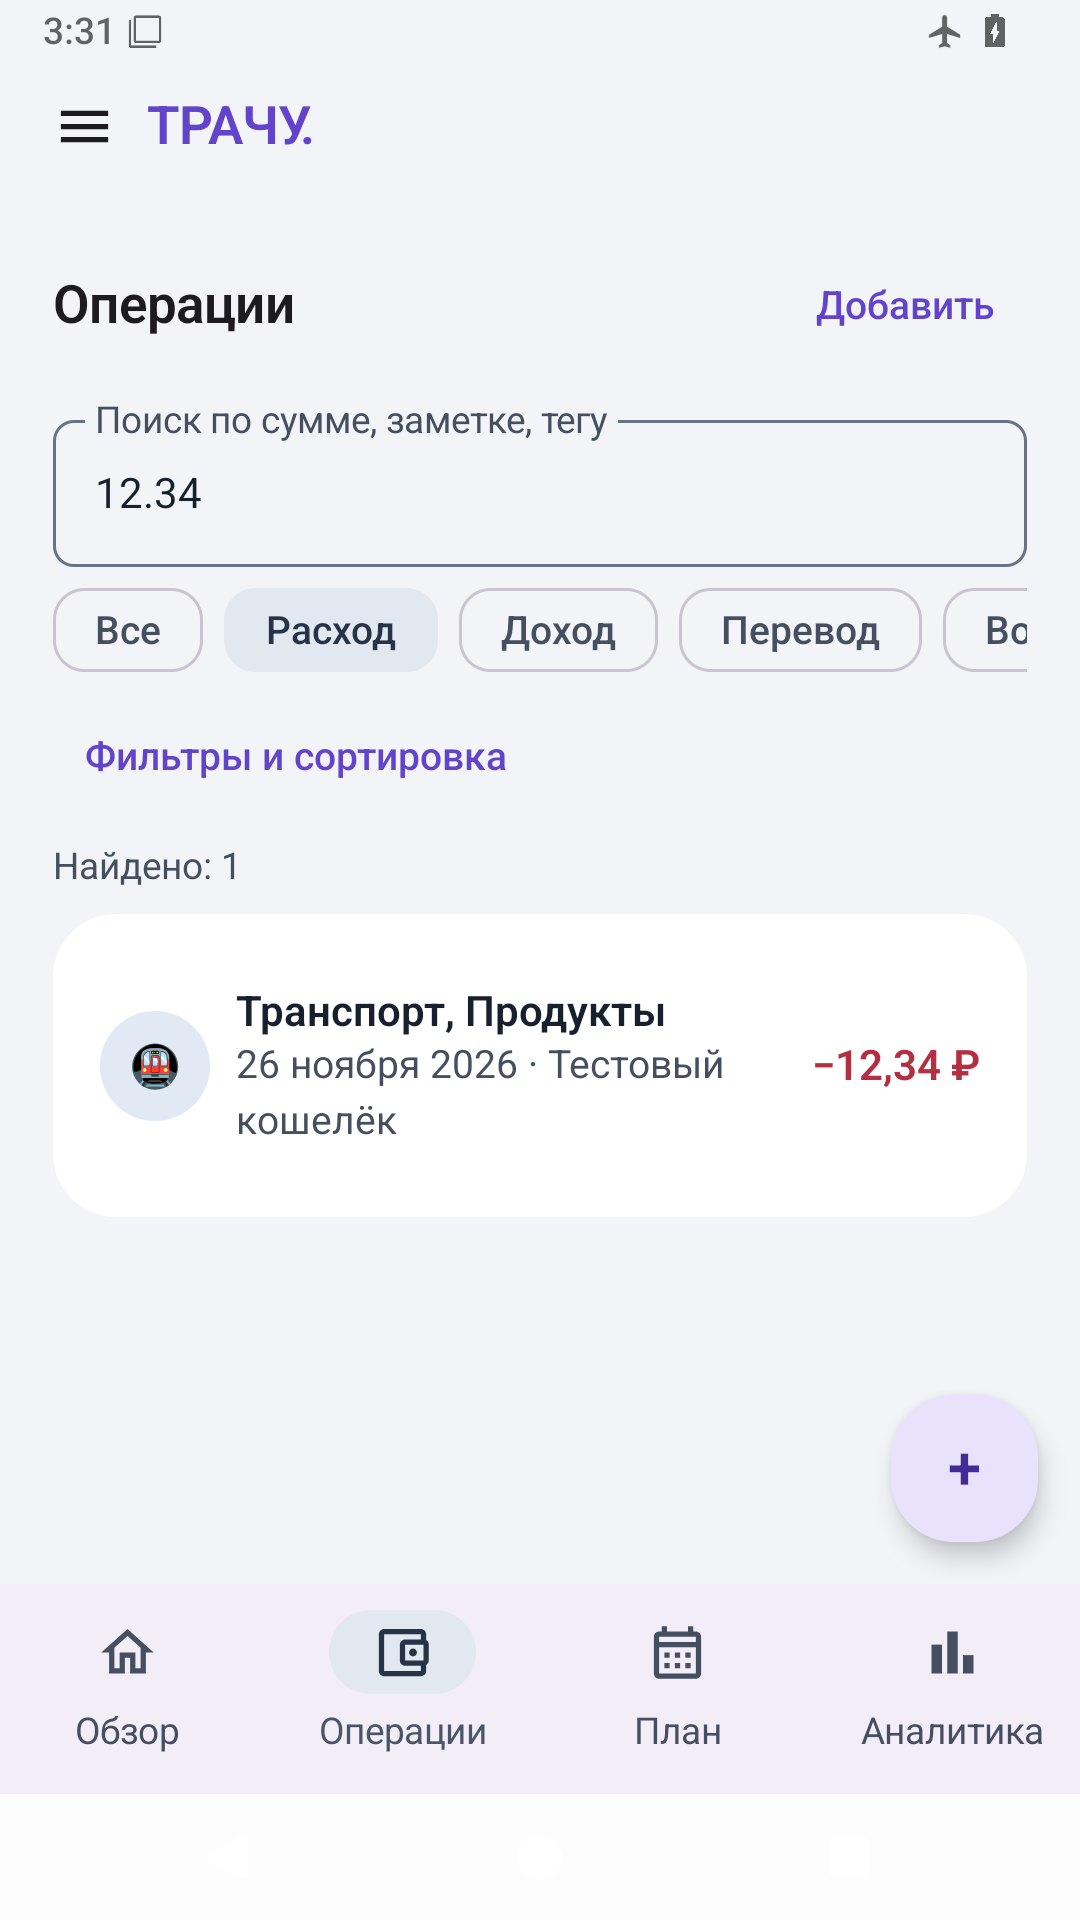 3:31
ТРАЧУ.
Операции
Добавить
Поиск по сумме, заметке, тегу
12.34
Все
Расход
Доход
Перевод
Во
Фильтры и сортировка
Найдено: 1
Транспорт, Продукты
26 ноября 2026 · Тестовый
кошелёк
−12,34 ₽
+
Обзор
Операции
План
Аналитика